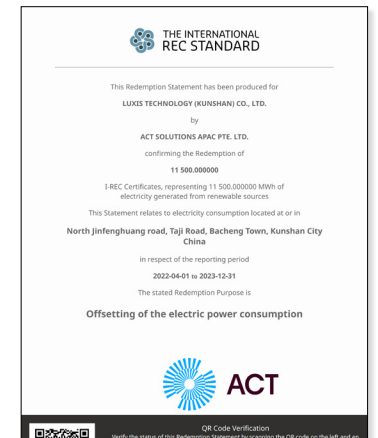 THE INTERNATIONAL
REC STANDARD
This Redemption Statement has been produced for
LUXIS TECHNOLOGY (KUNSHAN) CO., LTD.
by
ACT SOLUTIONS APAC PTE. LTD.
confirming the Redemption of
11 500.000000
I-REC Certificates, representing 11 500.000000 MWh of
electricity generated from renewable sources
This Statement relates to electricity consumption located at or in
North Jinfenghuang road, Taji Road, Bacheng Town, Kunshan City
China
in respect of the reporting period
2022-04-01 to 2023-12-31
The stated Redemption Purpose is
Offsetting of the electric power consumption
ACT
QR Code Verification
Verify the status of this Redemption Statement by scanning the QR code on the left and en